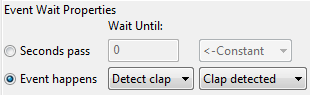 Event Wait Properties
Wait Until:
Seconds pass 0 <-Constant
Event happens Detect clap Clap detected